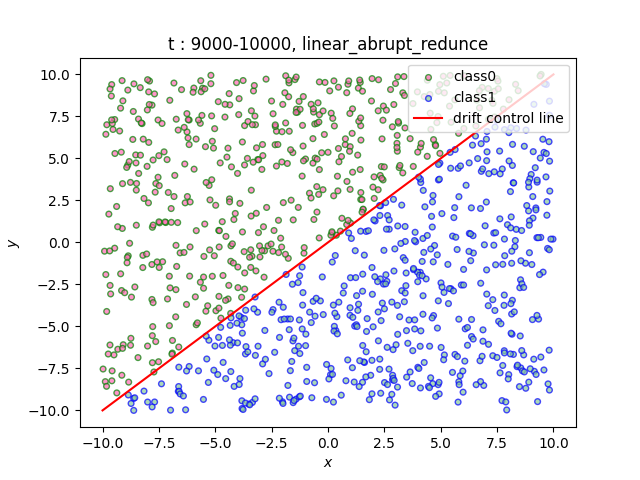 t : 9000-10000, linear_abrupt_redunce
class0
class1
drift control line
10.0
7.5
5.0
2.5
0.0
−2.5
−5.0
−7.5
−10.0
y
−10.0 −7.5 −5.0 −2.5 0.0 2.5 5.0 7.5 10.0
x